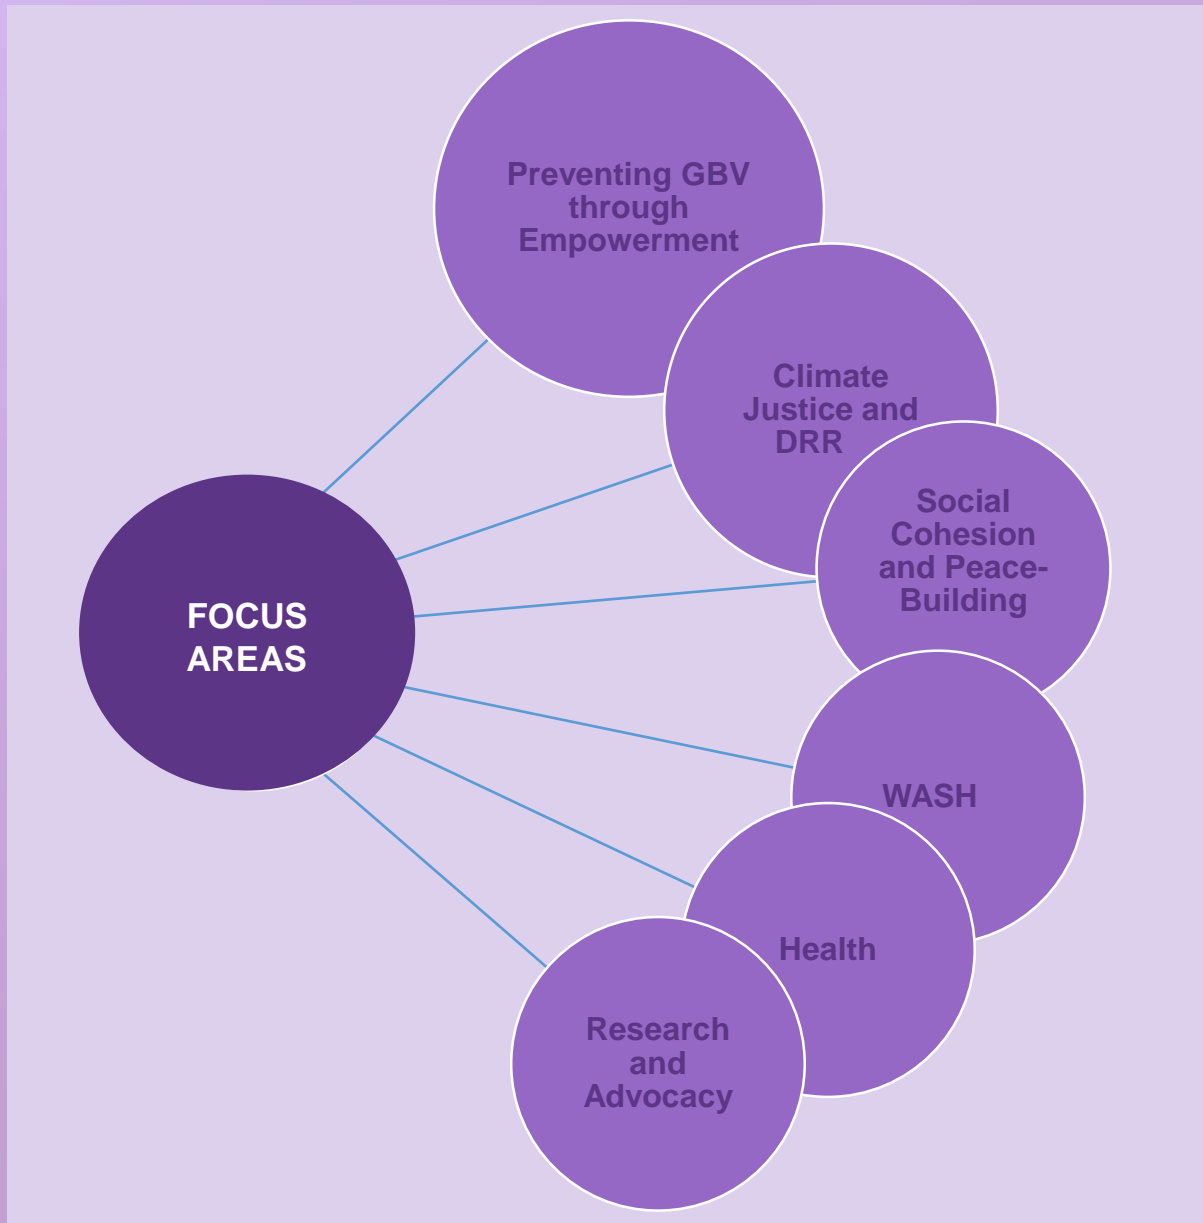 Preventing GBV
through
Empowerment
Climate
Justice and
DRR
Social
Cohesion
and Peace-
Building
FOCUS
AREAS
WASH
Health
Research
and
Advocacy